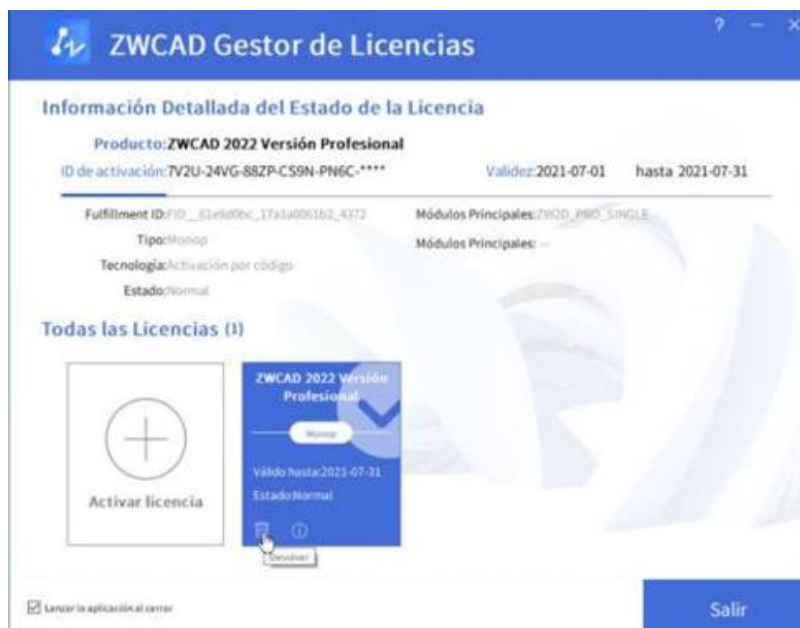 ZWCAD Gestor de Licencias
Información Detallada del Estado de la Licencia
Producto:ZWCAD 2022 Versión Profesional
ID de activación:7V2U-24VG-88ZP-CS9N-PN6C-**** Validez:2021-07-01 hasta 2021-07-31
Fulfillment ID: Módulos Principales:ZW2D_PRO_SINGLE
Tipo:Monop Módulos Principales: --
Tecnología:Activación por código
Estado:Normal
Todas las Licencias (1)
ZWCAD 2022 Versión
Profesional
Monop
Válido hasta:2021-07-31
Estado:Normal
Activar licencia
Devolver
Lanzar la aplicación al cerrar
Salir